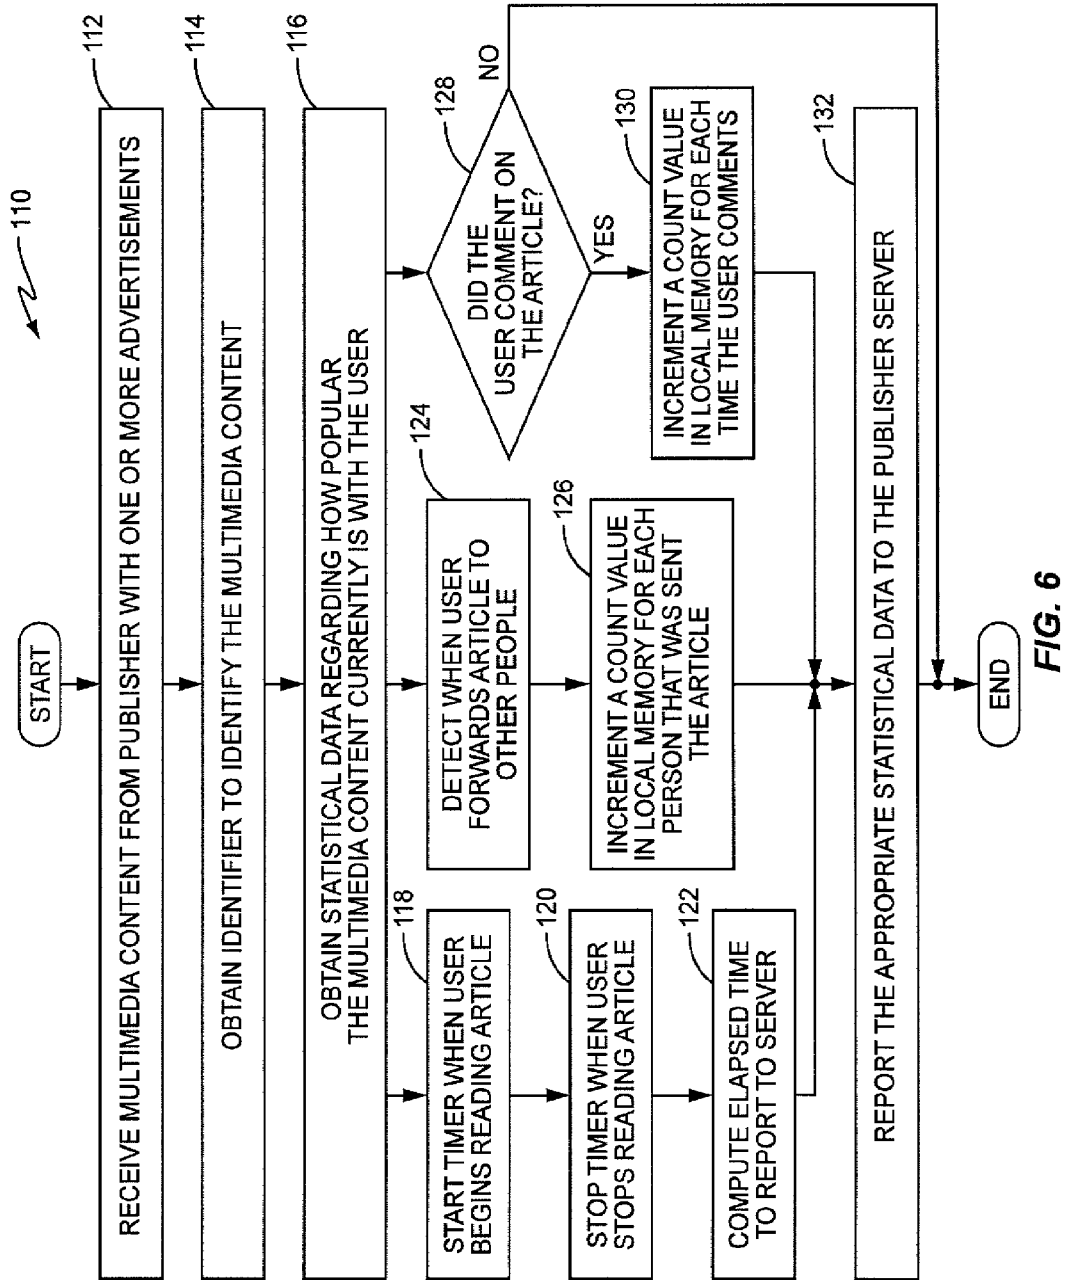 110
START
112
RECEIVE MULTIMEDIA CONTENT FROM PUBLISHER WITH ONE OR MORE ADVERTISEMENTS
114
OBTAIN IDENTIFIER TO IDENTIFY THE MULTIMEDIA CONTENT
116
OBTAIN STATISTICAL DATA REGARDING HOW POPULAR
THE MULTIMEDIA CONTENT CURRENTLY IS WITH THE USER
118
START TIMER WHEN USER
BEGINS READING ARTICLE
120
STOP TIMER WHEN USER
STOPS READING ARTICLE
122
COMPUTE ELAPSED TIME
TO REPORT TO SERVER
124
DETECT WHEN USER
FORWARDS ARTICLE TO
OTHER PEOPLE
126
INCREMENT A COUNT VALUE
IN LOCAL MEMORY FOR EACH
PERSON THAT WAS SENT
THE ARTICLE
128
DID THE
USER COMMENT ON
THE ARTICLE?
NO
YES
130
INCREMENT A COUNT VALUE
IN LOCAL MEMORY FOR EACH
TIME THE USER COMMENTS
132
REPORT THE APPROPRIATE STATISTICAL DATA TO THE PUBLISHER SERVER
END
FIG. 6